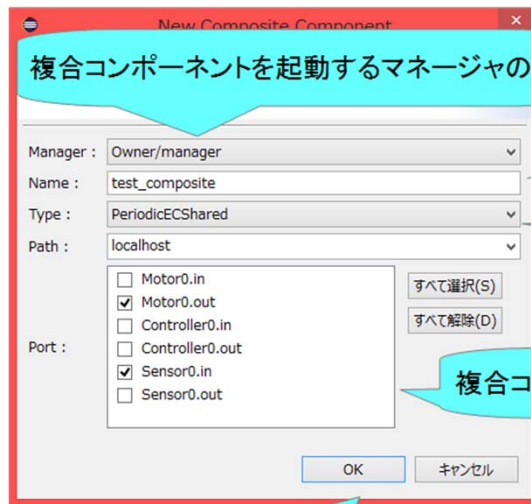 New Composite Component
複合コンポーネントを起動するマネージャの
Manager : Owner/manager
Name : test_composite
Type : PeriodicECShared
Path : localhost
Motor0.in
すべて選択(S)
Motor0.out
Controller0.in
すべて解除(D)
Port : Controller0.out
Sensor0.in
Sensor0.out
複合コ
OK キャンセル